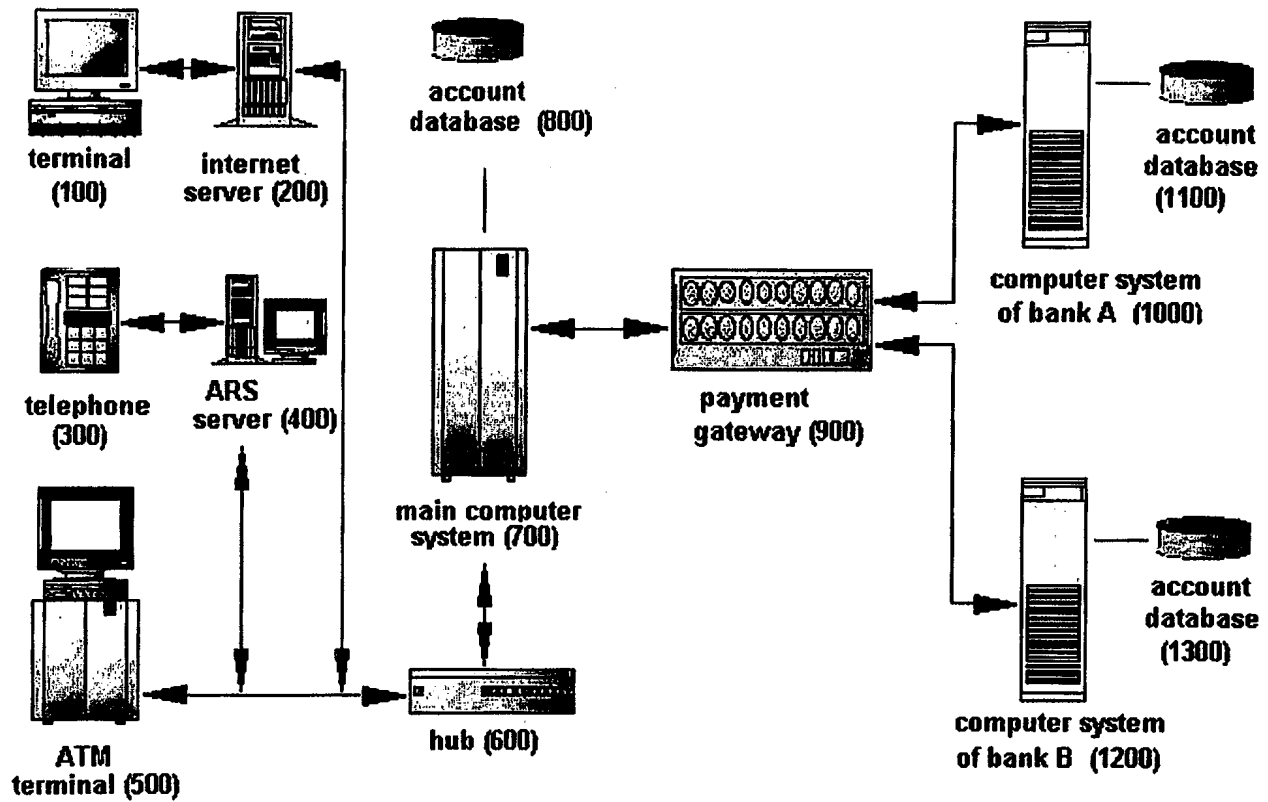 terminal
(100)
internet
server (200)
account
database (800)
account
database
(1100)
telephone
(300)
ARS
server (400)
main computer
system (700)
payment
gateway (900)
computer system
of bank A (1000)
ATM
terminal (500)
hub (600)
account
database
(1300)
computer system
of bank B (1200)